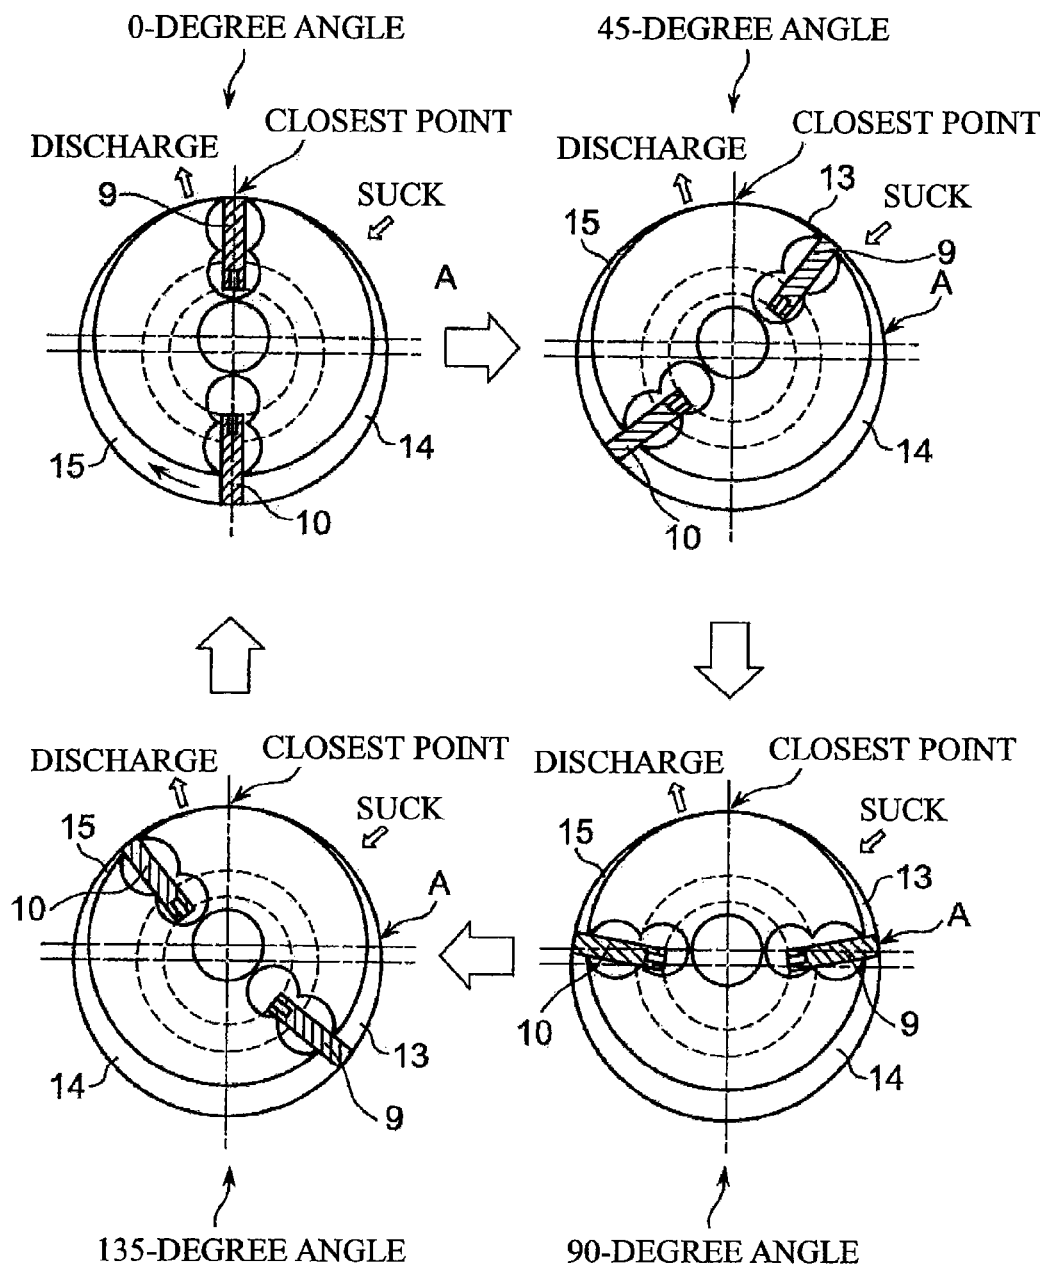 0-DEGREE ANGLE
CLOSEST POINT
DISCHARGE
9
SUCK
A
14
15
10
45-DEGREE ANGLE
CLOSEST POINT
DISCHARGE
13
SUCK
15
9
A
14
10
CLOSEST POINT
DISCHARGE
SUCK
15
A
10
13
14
9
135-DEGREE ANGLE
CLOSEST POINT
DISCHARGE
SUCK
15
13
A
10
9
14
90-DEGREE ANGLE